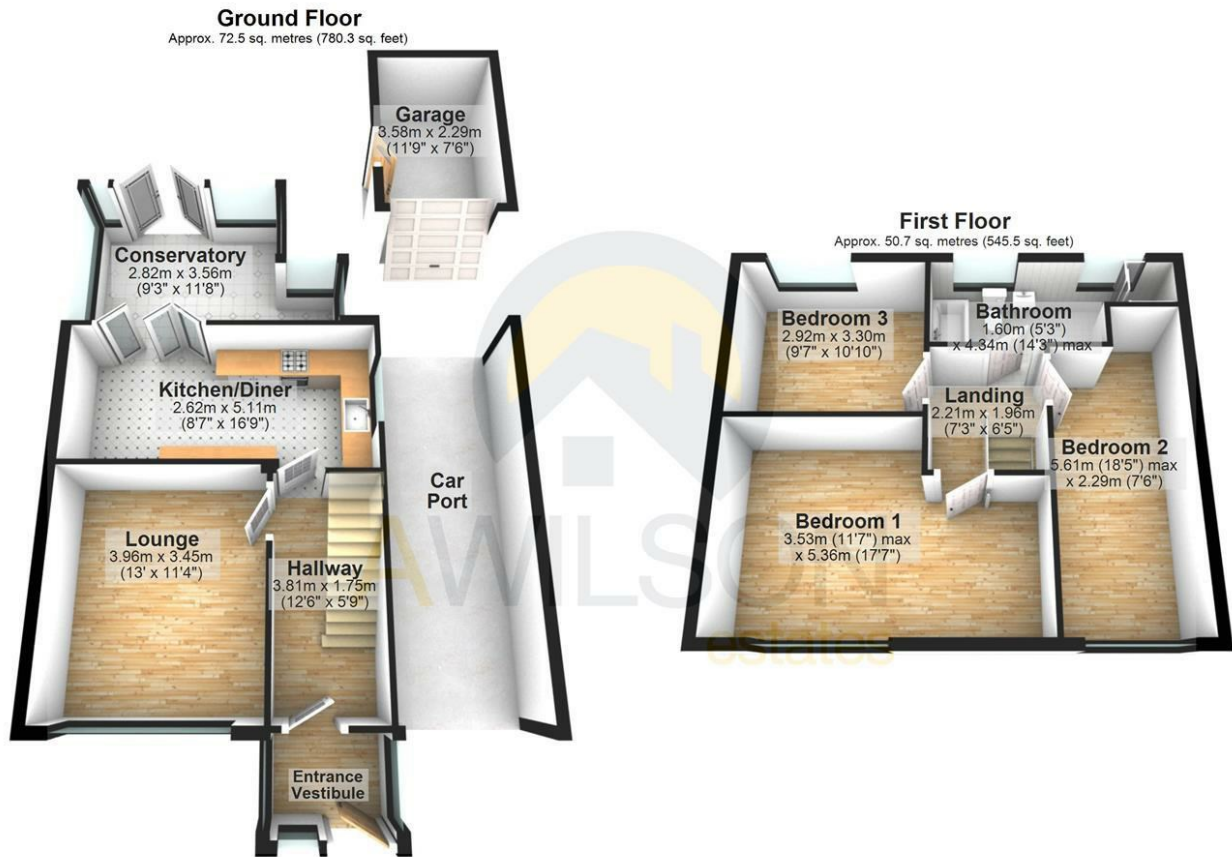 Ground Floor
Approx. 72.5 sq. metres (780.3 sq. feet)
Garage
3.58m x 2.29m
(11'9" x 7'6")
Conservatory
2.82m x 3.56m
(9'3" x 11'8")
Kitchen/Diner
2.62m x 5.11m
(8'7" x 16'9")
Lounge
3.96m x 3.45m
(13' x 11'4")
Hallway
3.81m x 1.75m
(12'6" x 5'9")
Car
Port
Entrance
Vestibule
First Floor
Approx. 50.7 sq. metres (545.5 sq. feet)
Bedroom 3
2.92m x 3.30m
(9'7" x 10'10")
Bathroom
1.60m (5'3")
x 4.34m (14'3") max
Landing
2.21m x 1.96m
(7'3" x 6'5")
Bedroom 2
5.61m (18'5") max
x 2.29m (7'6")
Bedroom 1
3.53m (11'7") max
x 5.36m (17'7")
AWILSON
estates